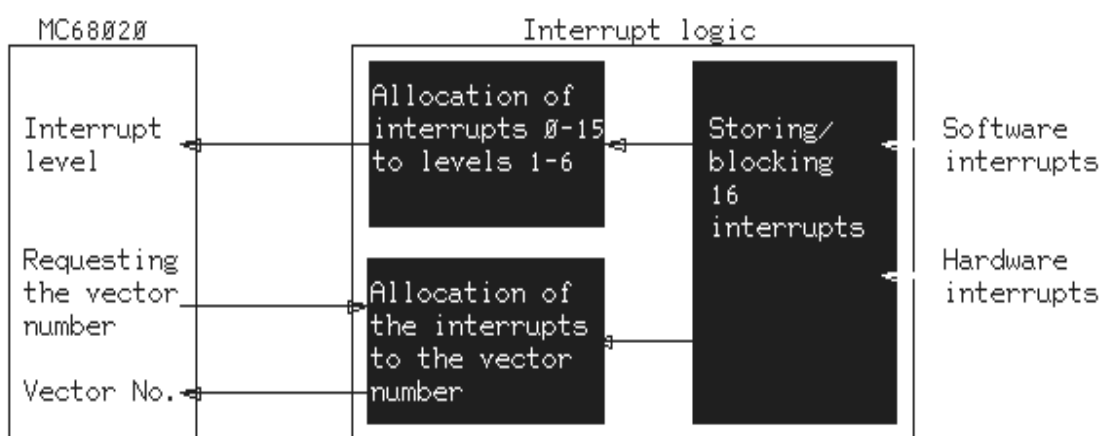 MC68020
Interrupt logic
Interrupt
level
Requesting
the vector
number
Vector No.
Allocation of
interrupts 0-15
to levels 1-6
Allocation of
the interrupts
to the vector
number
Storing/
blocking
16
interrupts
Software
interrupts
Hardware
interrupts